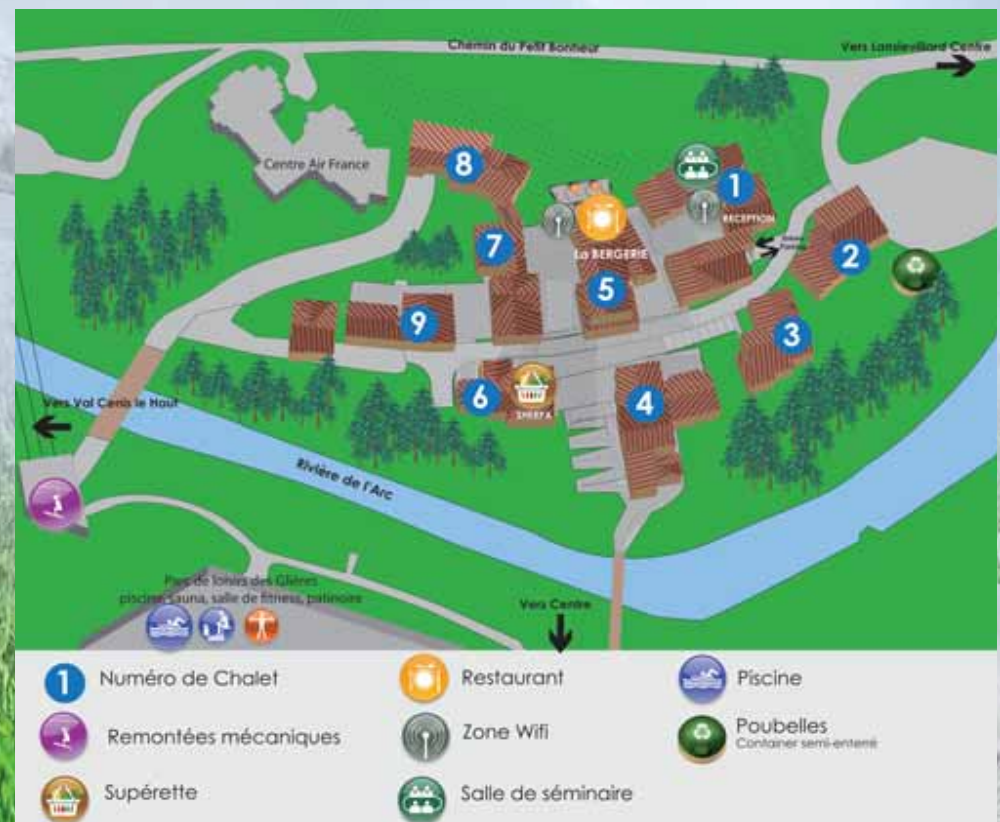 Chemin du Petit Bonheur
Vers Lanslevillard Centre
Centre Air France
8
1
RECEPTION
7
La BERGERIE
2
5
9
3
6
SHERPA
4
Vers Val Cenis le Haut
Rivière de l'Arc
Parc de loisirs des Glières
piscine, sauna, salle de fitness, patinoire
Vers Centre
1 Numéro de Chalet
Restaurant
Piscine
Remontées mécaniques
Zone Wifi
Poubelles
Container semi-enterré
Supérette
Salle de séminaire